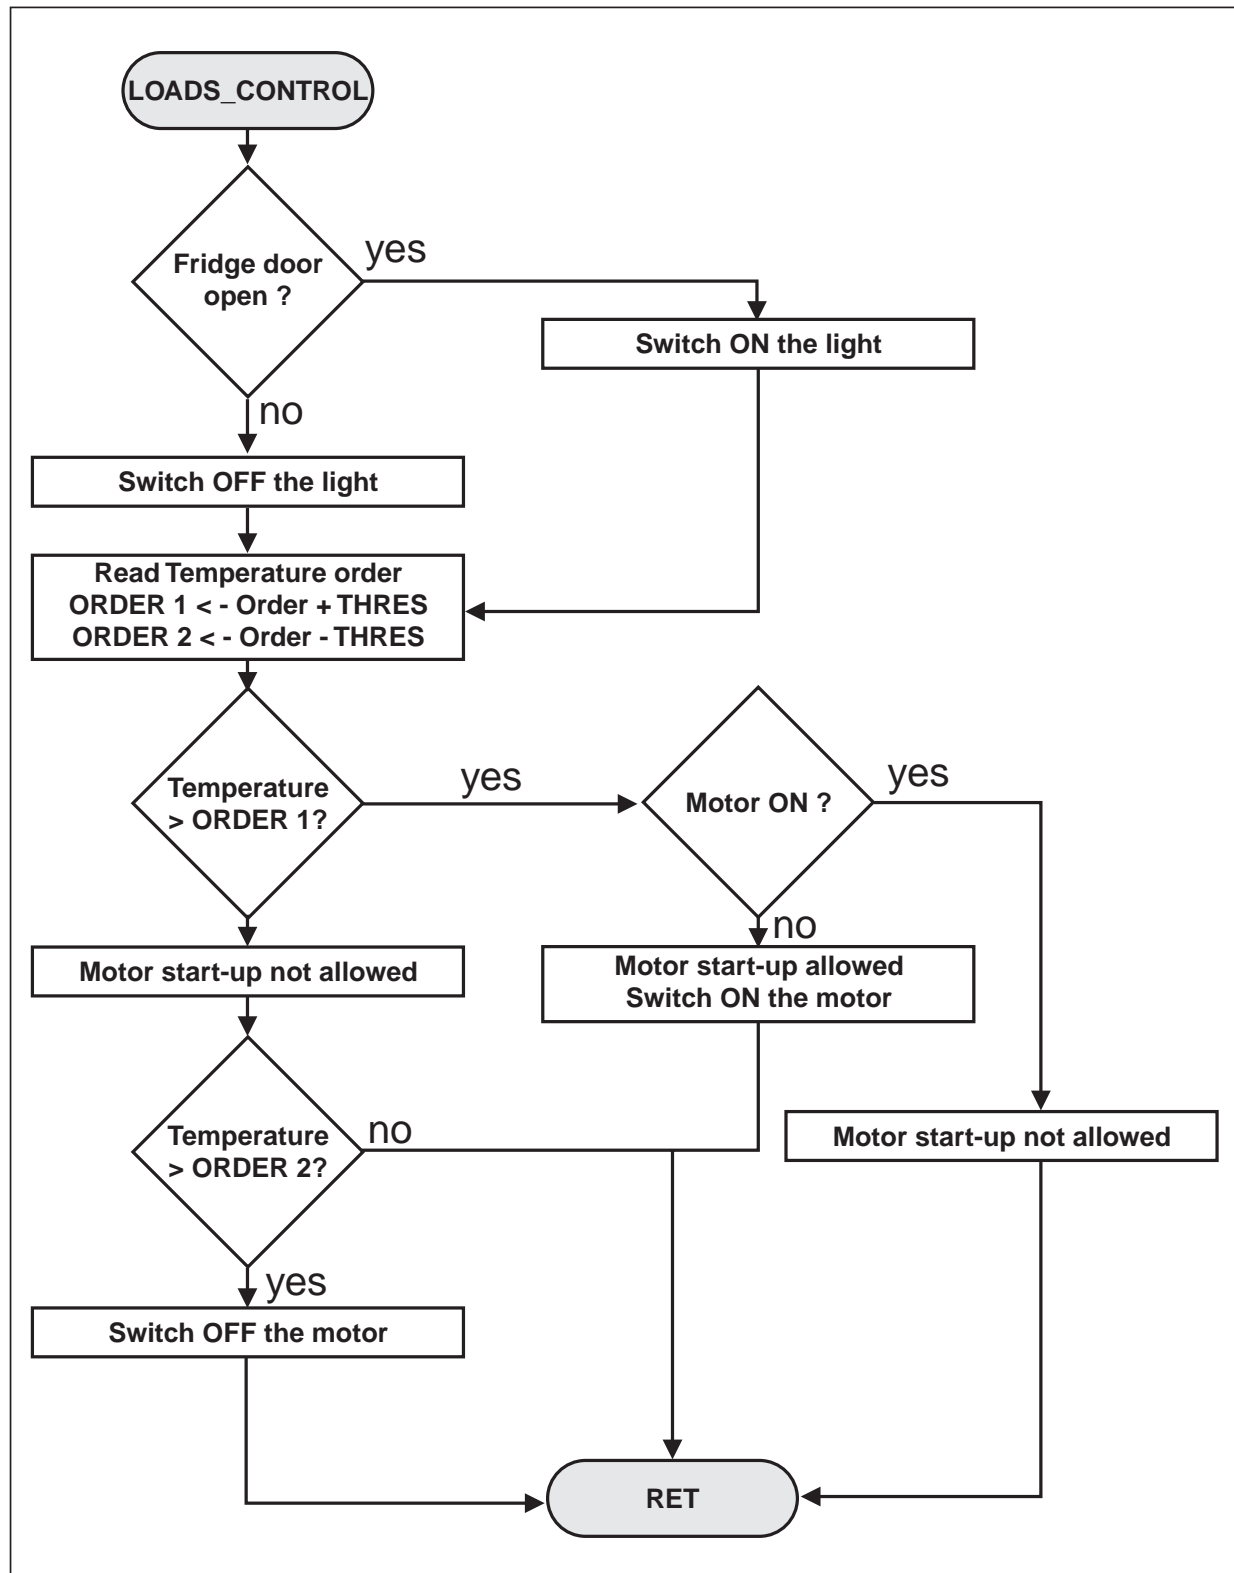 LOADS_CONTROL
Fridge door
open ?
yes
Switch ON the light
no
Switch OFF the light
Read Temperature order
ORDER 1 < - Order + THRES
ORDER 2 < - Order - THRES
Temperature
> ORDER 1?
yes
Motor ON ?
yes
no
Motor start-up not allowed
Motor start-up allowed
Switch ON the motor
Temperature
> ORDER 2?
no
Motor start-up not allowed
yes
Switch OFF the motor
RET